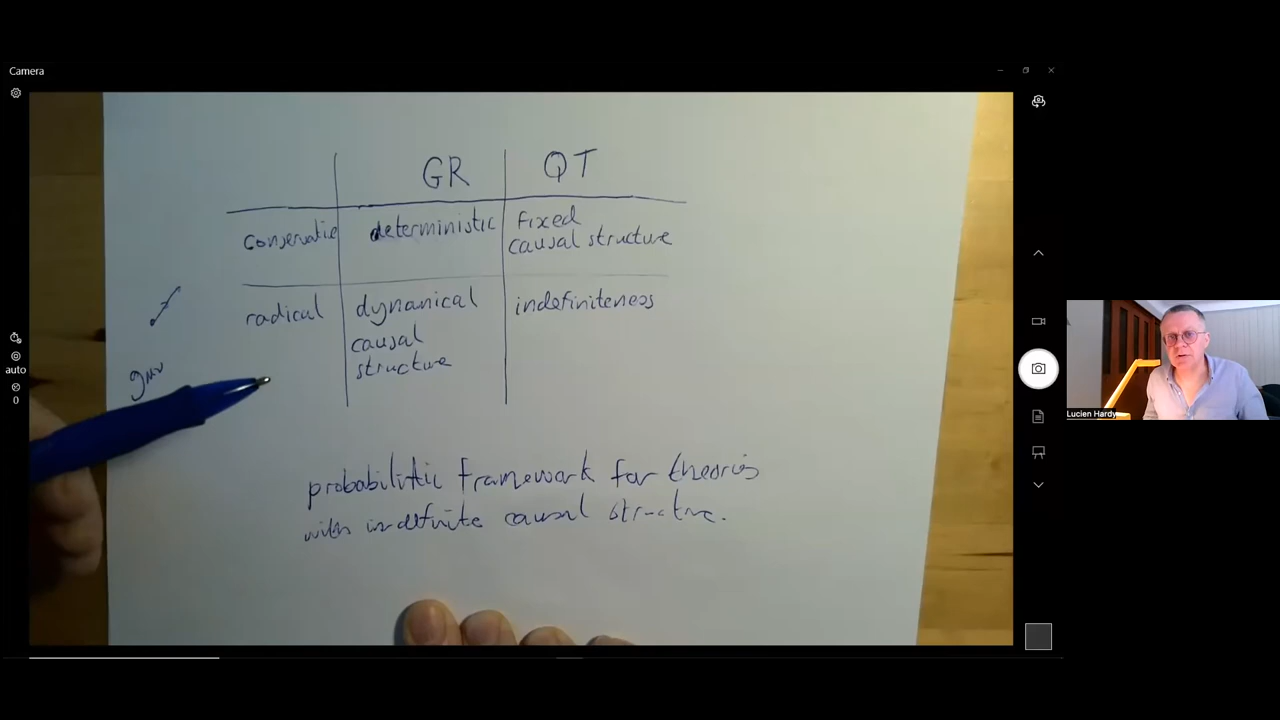 Camera
GR QT
conservative deterministic fixed
causal structure
radical dynamical indefiniteness
causal
structure
gμν
auto
0
probabilistic framework for theories
with indefinite causal structure.
Lucien Hardy